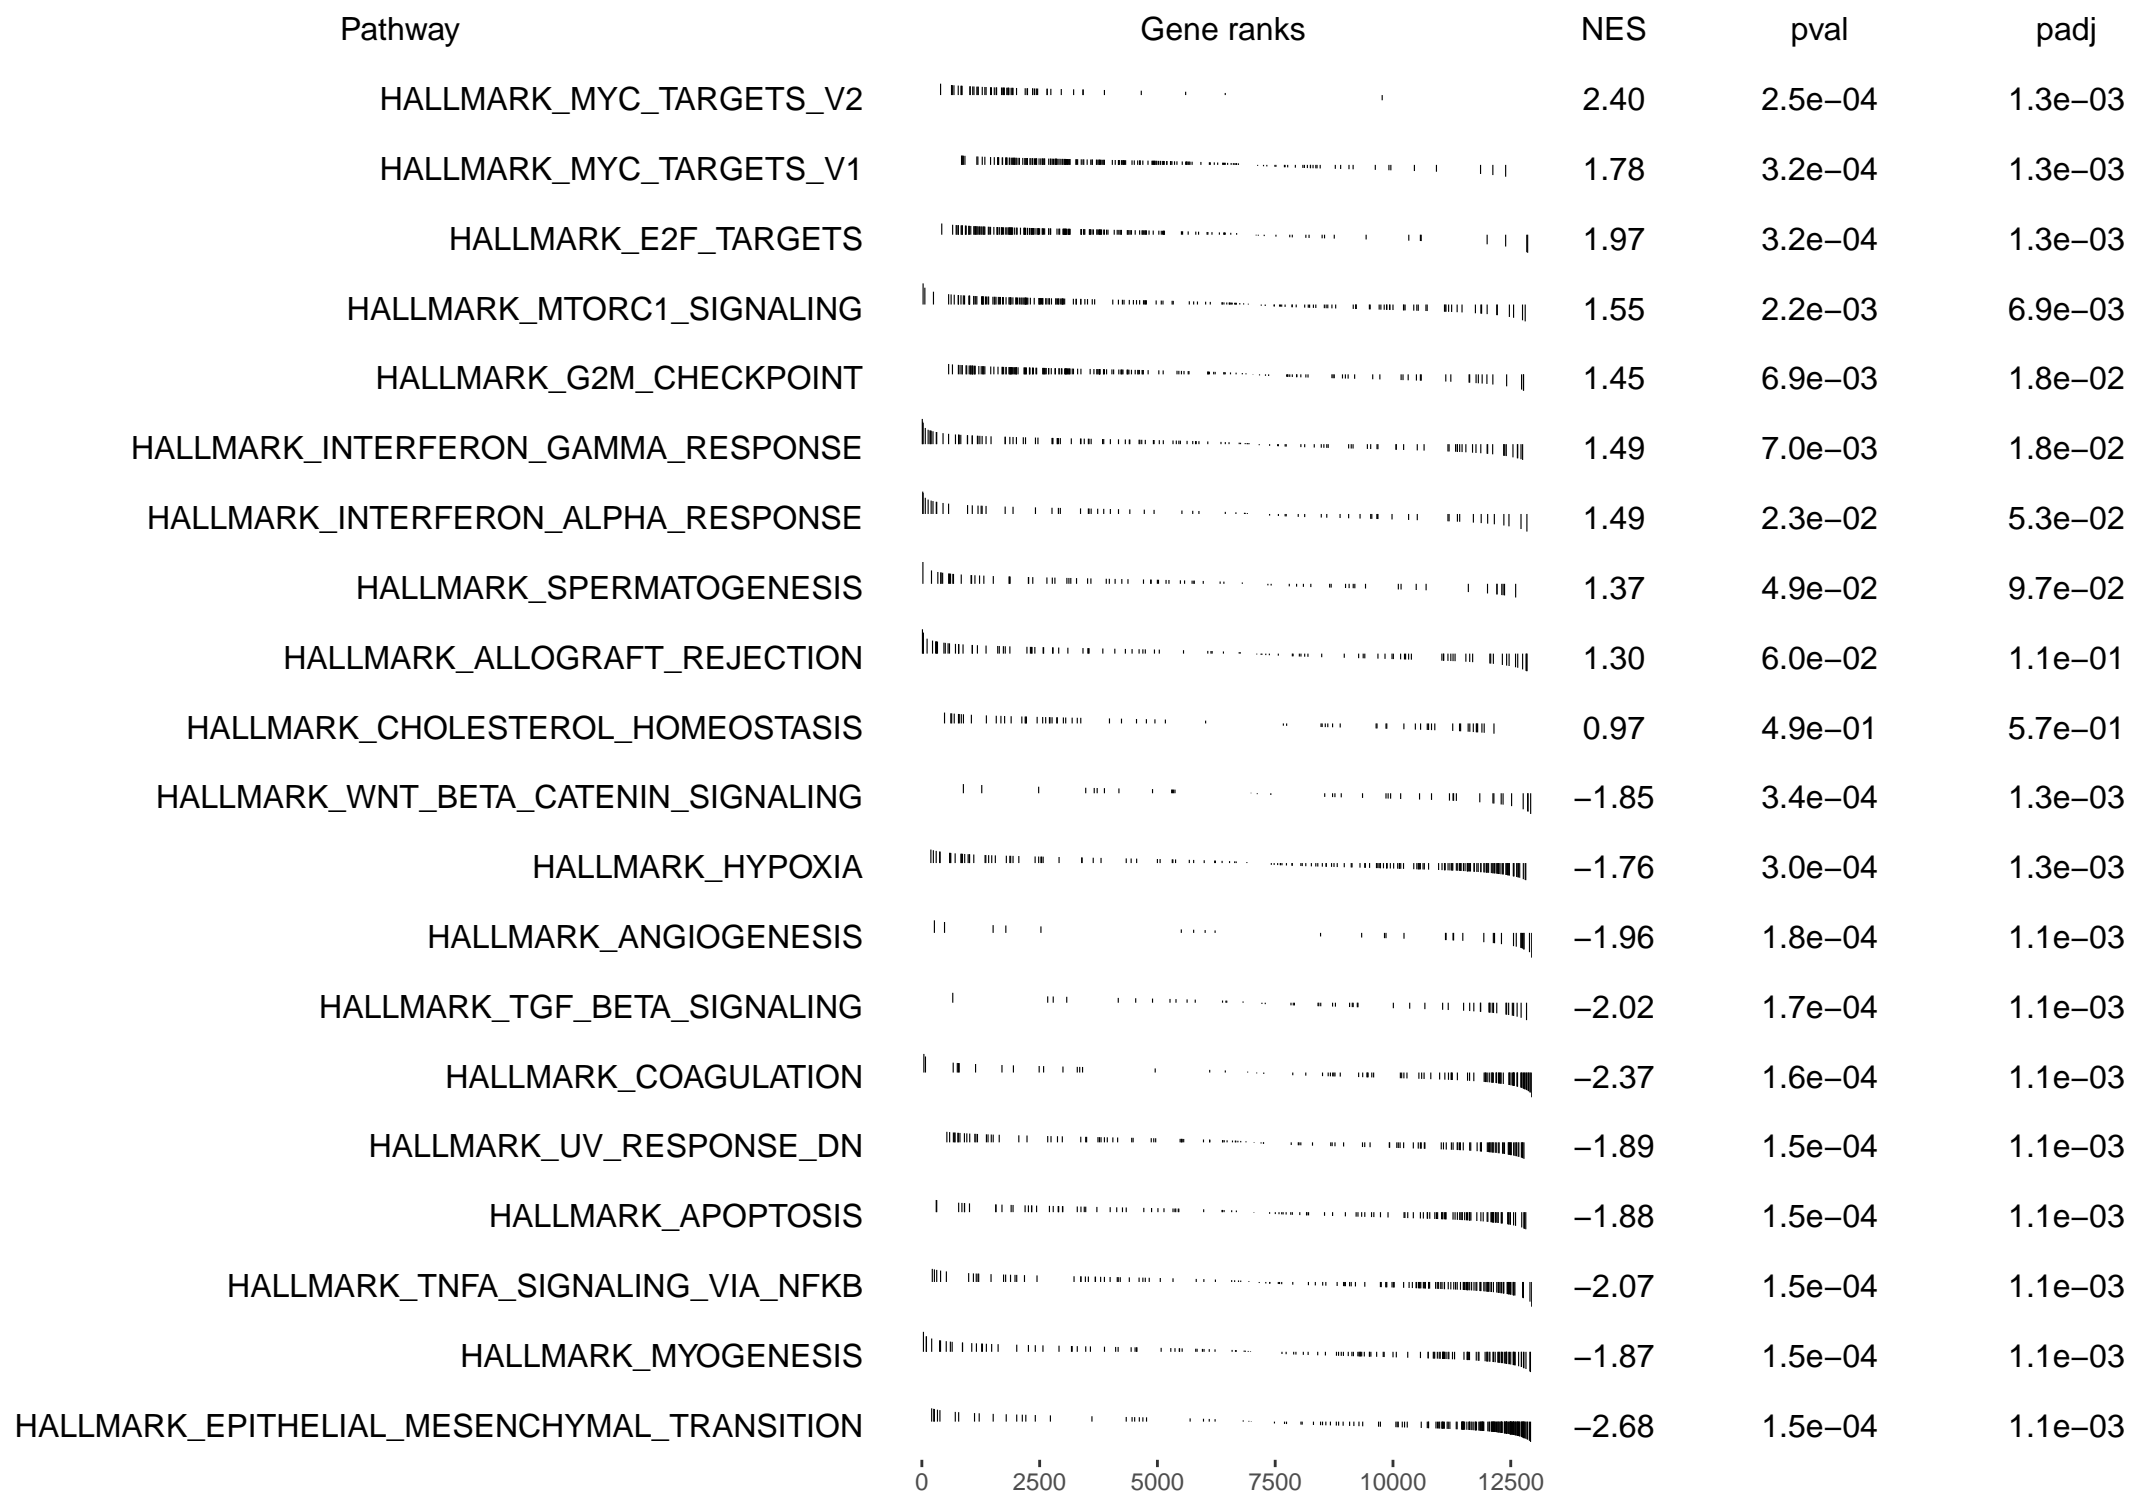 Pathway Gene ranks NES pval padj
HALLMARK_MYC_TARGETS_V2 2.40 2.5e−04 1.3e−03
HALLMARK_MYC_TARGETS_V1 1.78 3.2e−04 1.3e−03
HALLMARK_E2F_TARGETS 1.97 3.2e−04 1.3e−03
HALLMARK_MTORC1_SIGNALING 1.55 2.2e−03 6.9e−03
HALLMARK_G2M_CHECKPOINT 1.45 6.9e−03 1.8e−02
HALLMARK_INTERFERON_GAMMA_RESPONSE 1.49 7.0e−03 1.8e−02
HALLMARK_INTERFERON_ALPHA_RESPONSE 1.49 2.3e−02 5.3e−02
HALLMARK_SPERMATOGENESIS 1.37 4.9e−02 9.7e−02
HALLMARK_ALLOGRAFT_REJECTION 1.30 6.0e−02 1.1e−01
HALLMARK_CHOLESTEROL_HOMEOSTASIS 0.97 4.9e−01 5.7e−01
HALLMARK_WNT_BETA_CATENIN_SIGNALING −1.85 3.4e−04 1.3e−03
HALLMARK_HYPOXIA −1.76 3.0e−04 1.3e−03
HALLMARK_ANGIOGENESIS −1.96 1.8e−04 1.1e−03
HALLMARK_TGF_BETA_SIGNALING −2.02 1.7e−04 1.1e−03
HALLMARK_COAGULATION −2.37 1.6e−04 1.1e−03
HALLMARK_UV_RESPONSE_DN −1.89 1.5e−04 1.1e−03
HALLMARK_APOPTOSIS −1.88 1.5e−04 1.1e−03
HALLMARK_TNFA_SIGNALING_VIA_NFKB −2.07 1.5e−04 1.1e−03
HALLMARK_MYOGENESIS −1.87 1.5e−04 1.1e−03
HALLMARK_EPITHELIAL_MESENCHYMAL_TRANSITION −2.68 1.5e−04 1.1e−03
0 2500 5000 7500 10000 12500